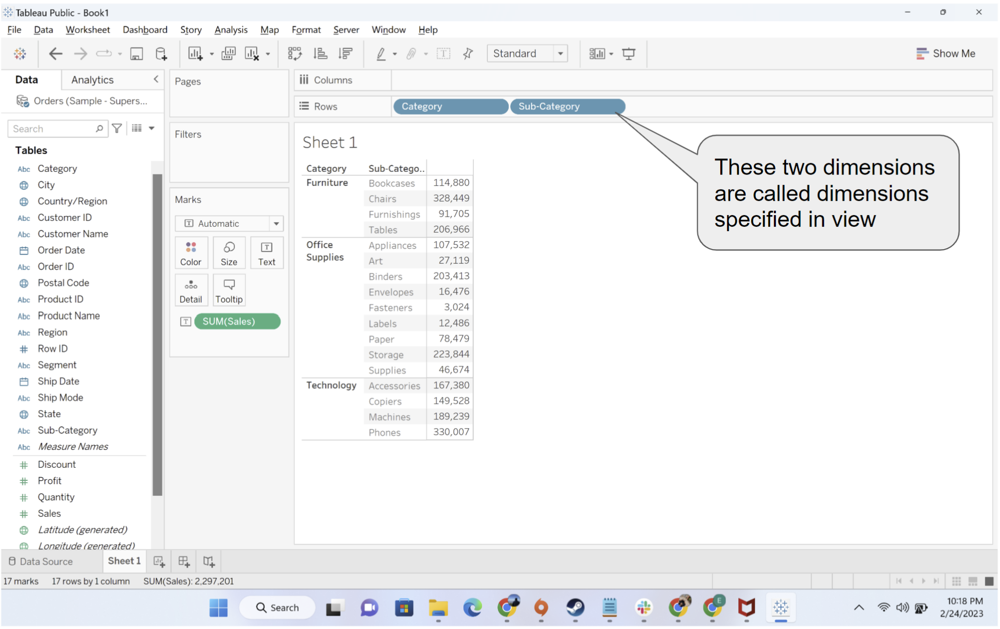 Tableau Public - Book1
File Data Worksheet Dashboard Story Analysis Map Format Server Window Help
Standard
Show Me
Data Analytics
Orders (Sample - Supers...
Search
Tables
Abc Category
City
Country/Region
Abc Customer ID
Abc Customer Name
Order Date
Abc Order ID
Postal Code
Abc Product ID
Abc Product Name
Abc Region
# Row ID
Abc Segment
Ship Date
Abc Ship Mode
State
Abc Sub-Category
Abc Measure Names
# Discount
# Profit
# Quantity
# Sales
Latitude (generated)
Longitude (generated)
Pages
Filters
Marks
T Automatic
Color Size T Text
Detail Tooltip
T SUM(Sales)
Columns
Rows Category Sub-Category
Sheet 1
Category Sub-Catego..
Furniture Bookcases 114,880
Chairs 328,449
Furnishings 91,705
Tables 206,966
Office Supplies Appliances 107,532
Art 27,119
Binders 203,413
Envelopes 16,476
Fasteners 3,024
Labels 12,486
Paper 78,479
Storage 223,844
Supplies 46,674
Technology Accessories 167,380
Copiers 149,528
Machines 189,239
Phones 330,007
These two dimensions
are called dimensions
specified in view
Data Source Sheet 1
17 marks 17 rows by 1 column SUM(Sales): 2,297,201
Search
E
10:18 PM
2/24/2023